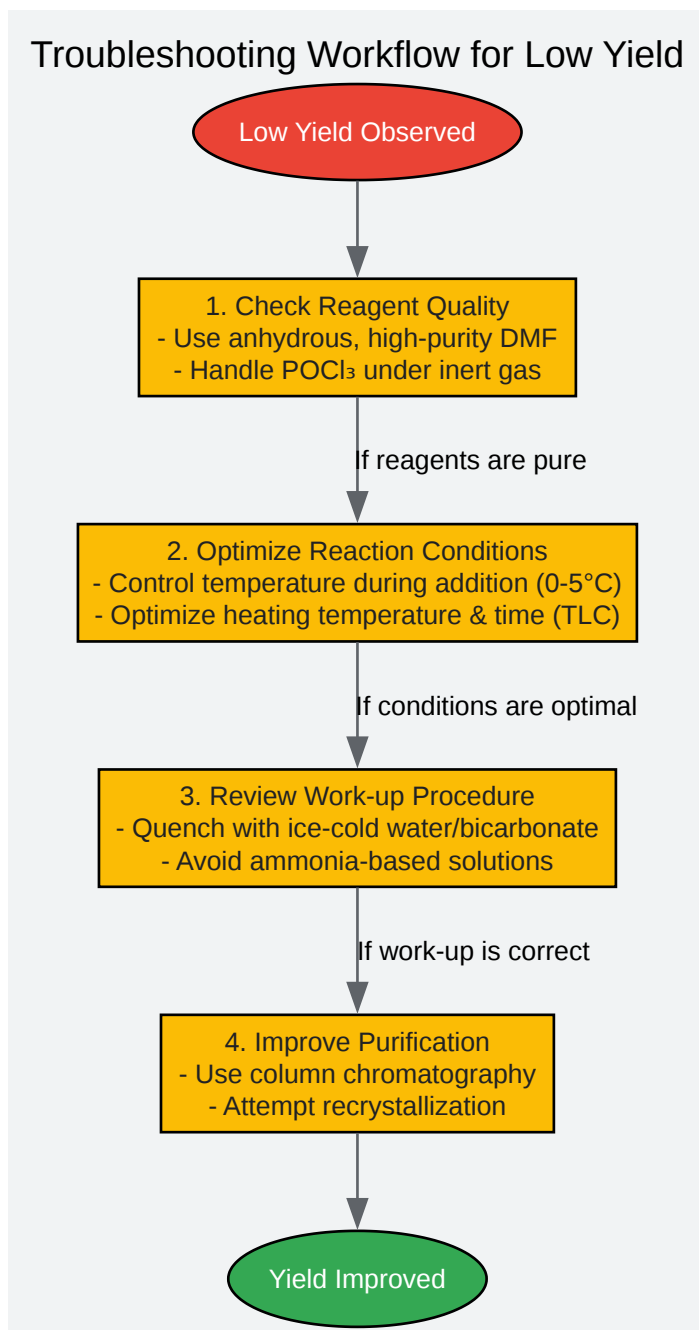 Troubleshooting Workflow for Low Yield
Low Yield Observed
1. Check Reagent Quality
- Use anhydrous, high-purity DMF
- Handle POCl₃ under inert gas
If reagents are pure
2. Optimize Reaction Conditions
- Control temperature during addition (0-5°C)
- Optimize heating temperature & time (TLC)
If conditions are optimal
3. Review Work-up Procedure
- Quench with ice-cold water/bicarbonate
- Avoid ammonia-based solutions
If work-up is correct
4. Improve Purification
- Use column chromatography
- Attempt recrystallization
Yield Improved